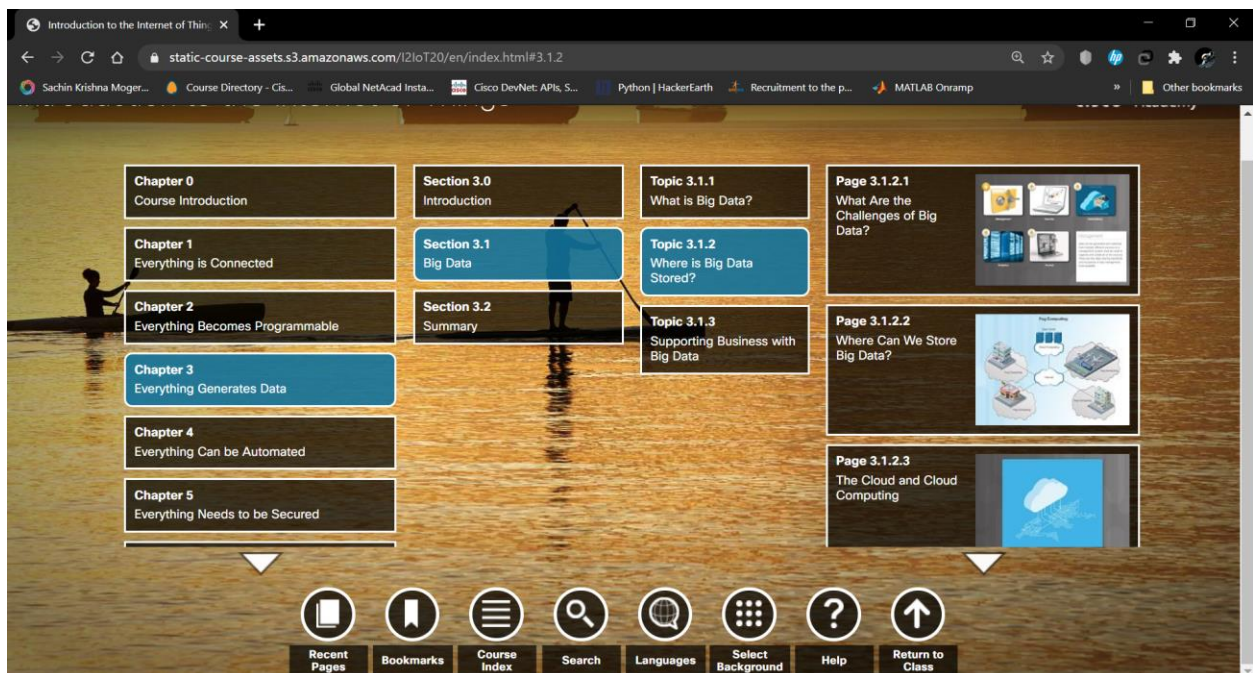 Introduction to the Internet of Thing
static-course-assets.s3.amazonaws.com/I2IoT20/en/index.html#3.1.2
Sachin Krishna Moger...
Course Directory - Cis...
Global NetAcad Insta...
Cisco DevNet: APIs, S...
Python | HackerEarth
Recruitment to the p...
MATLAB Onramp
»
Other bookmarks
Introduction to the Internet of Things
Academy
Chapter 0
Course Introduction
Chapter 1
Everything is Connected
Chapter 2
Everything Becomes Programmable
Chapter 3
Everything Generates Data
Chapter 4
Everything Can be Automated
Chapter 5
Everything Needs to be Secured
Section 3.0
Introduction
Section 3.1
Big Data
Section 3.2
Summary
Topic 3.1.1
What is Big Data?
Topic 3.1.2
Where is Big Data
Stored?
Topic 3.1.3
Supporting Business with
Big Data
Page 3.1.2.1
What Are the
Challenges of Big
Data?
Page 3.1.2.2
Where Can We Store
Big Data?
Page 3.1.2.3
The Cloud and Cloud
Computing
Recent
Pages
Bookmarks
Course
Index
Search
Languages
Select
Background
Help
Return to
Class